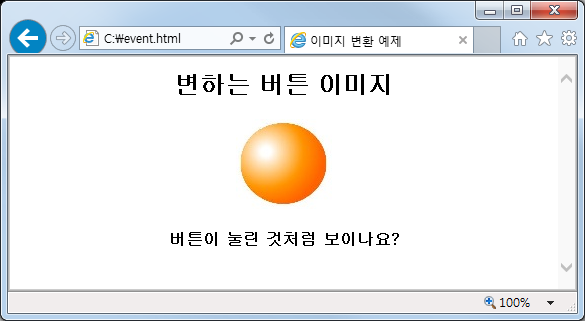 C:₩event.html
이미지 변환 예제
변하는 버튼 이미지
버튼이 눌린 것처럼 보이나요?
100%